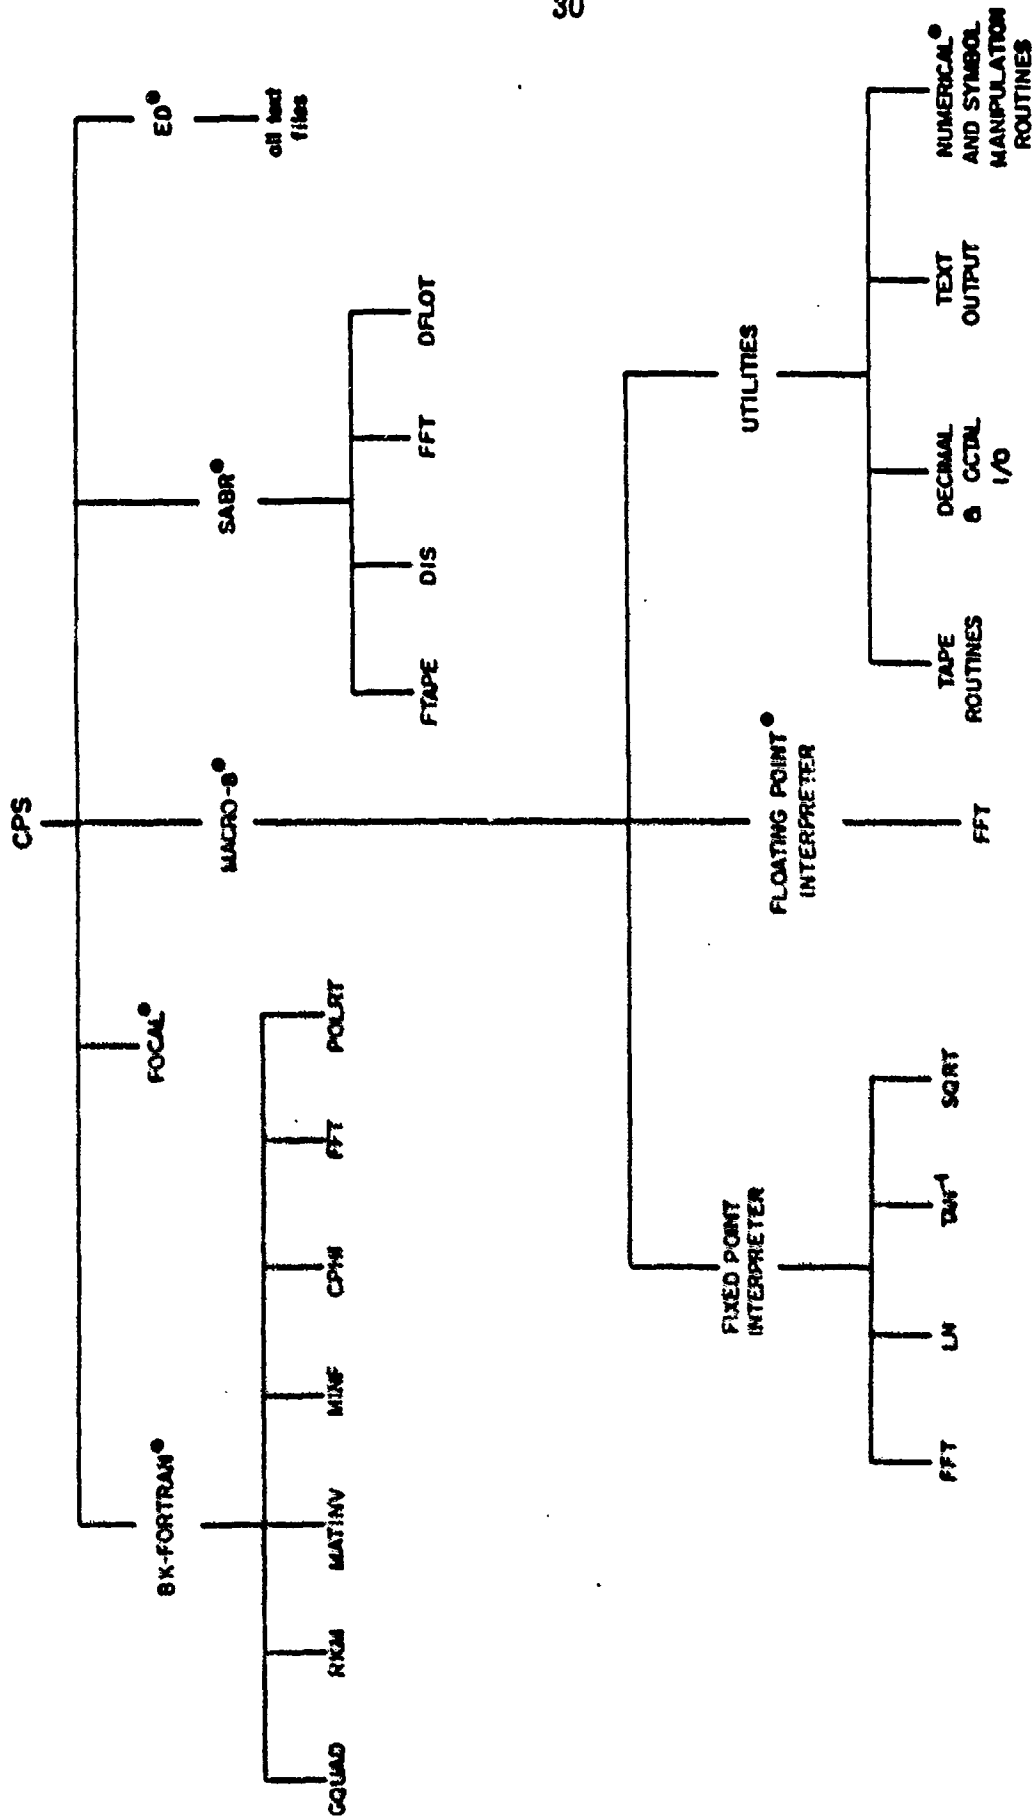 30
CPS
8K-FORTRAN●
FOCAL●
MACRO-8●
SABR●
ED●
all text
files
GQUAD
RKM
MATINV
MINF
CPHI
FFT
POLRT
FTAPE
DIS
FFT
DFLOT
FIXED POINT
INTERPRETER
FLOATING POINT●
INTERPRETER
UTILITIES
FFT
LN
TAN⁻¹
SQRT
FFT
TAPE
ROUTINES
DECIMAL
& OCTAL
I/O
TEXT
OUTPUT
NUMERICAL●
AND SYMBOL
MANIPULATION
ROUTINES